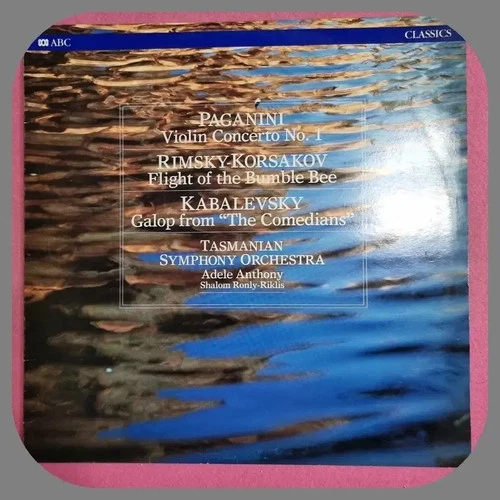 ABC
CLASSICS
PAGANINI
Violin Concerto No. 1
RIMSKY-KORSAKOV
Flight of the Bumble Bee
KABALEVSKY
Galop from "The Comedians"
TASMANIAN
SYMPHONY ORCHESTRA
Adele Anthony
Shalom Ronly-Riklis